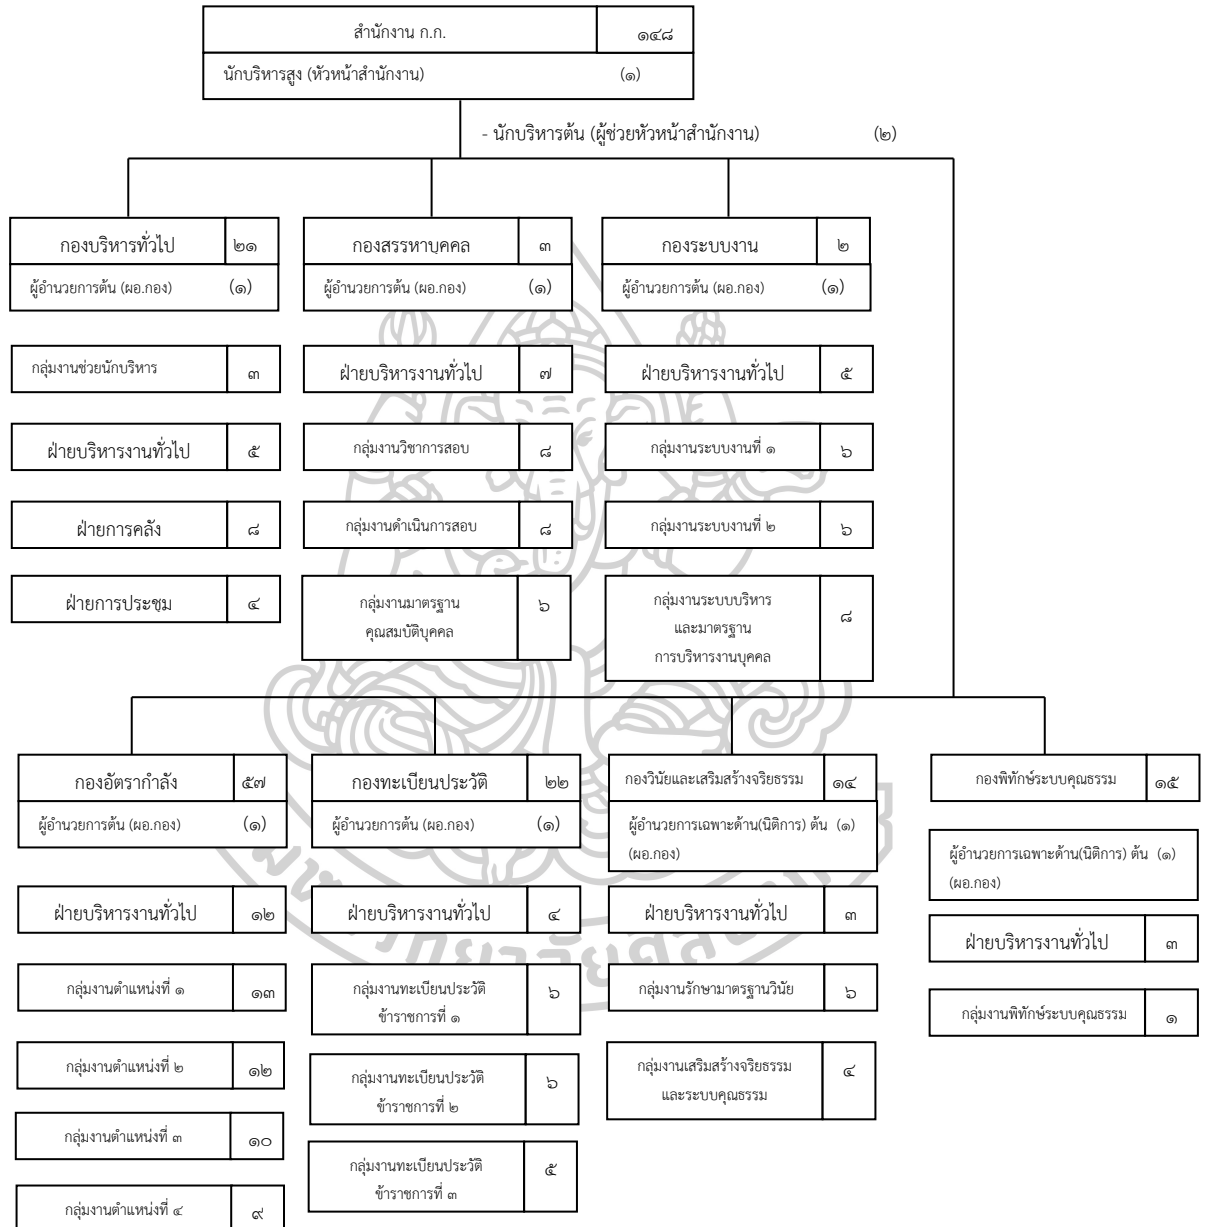 สำนักงาน ก.ก. ๑๔๘
นักบริหารสูง (หัวหน้าสำนักงาน) (๑)
- นักบริหารต้น (ผู้ช่วยหัวหน้าสำนักงาน) (๒)
กองบริหารทั่วไป ๒๑
ผู้อำนวยการต้น (ผอ.กอง) (๑)
กลุ่มงานช่วยนักบริหาร ๓
ฝ่ายบริหารงานทั่วไป ๕
ฝ่ายการคลัง ๘
ฝ่ายการประชุม ๔
กองสรรหาบุคคล ๓
ผู้อำนวยการต้น (ผอ.กอง) (๑)
ฝ่ายบริหารงานทั่วไป ๗
กลุ่มงานวิชาการสอบ ๘
กลุ่มงานดำเนินการสอบ ๘
กลุ่มงานมาตรฐาน ๖
คุณสมบัติบุคคล
กองระบบงาน ๒
ผู้อำนวยการต้น (ผอ.กอง) (๑)
ฝ่ายบริหารงานทั่วไป ๕
กลุ่มงานระบบงานที่ ๑ ๖
กลุ่มงานระบบงานที่ ๒ ๖
กลุ่มงานระบบบริหาร ๘
และมาตรฐาน
การบริหารงานบุคคล
กองอัตรากำลัง ๕๗
ผู้อำนวยการต้น (ผอ.กอง) (๑)
ฝ่ายบริหารงานทั่วไป ๑๒
กลุ่มงานตำแหน่งที่ ๑ ๑๓
กลุ่มงานตำแหน่งที่ ๒ ๑๒
กลุ่มงานตำแหน่งที่ ๓ ๑๐
กลุ่มงานตำแหน่งที่ ๔ ๙
กองทะเบียนประวัติ ๒๒
ผู้อำนวยการต้น (ผอ.กอง) (๑)
ฝ่ายบริหารงานทั่วไป ๔
กลุ่มงานทะเบียนประวัติ ๖
ข้าราชการที่ ๑
กลุ่มงานทะเบียนประวัติ ๖
ข้าราชการที่ ๒
กลุ่มงานทะเบียนประวัติ ๕
ข้าราชการที่ ๓
กองวินัยและเสริมสร้างจริยธรรม ๑๔
ผู้อำนวยการเฉพาะด้าน(นิติการ) ต้น (๑)
(ผอ.กอง)
ฝ่ายบริหารงานทั่วไป ๓
กลุ่มงานรักษามาตรฐานวินัย ๖
กลุ่มงานเสริมสร้างจริยธรรม ๔
และระบบคุณธรรม
กองพิทักษ์ระบบคุณธรรม ๑๕
ผู้อำนวยการเฉพาะด้าน(นิติการ) ต้น (๑)
(ผอ.กอง)
ฝ่ายบริหารงานทั่วไป ๓
กลุ่มงานพิทักษ์ระบบคุณธรรม ๑